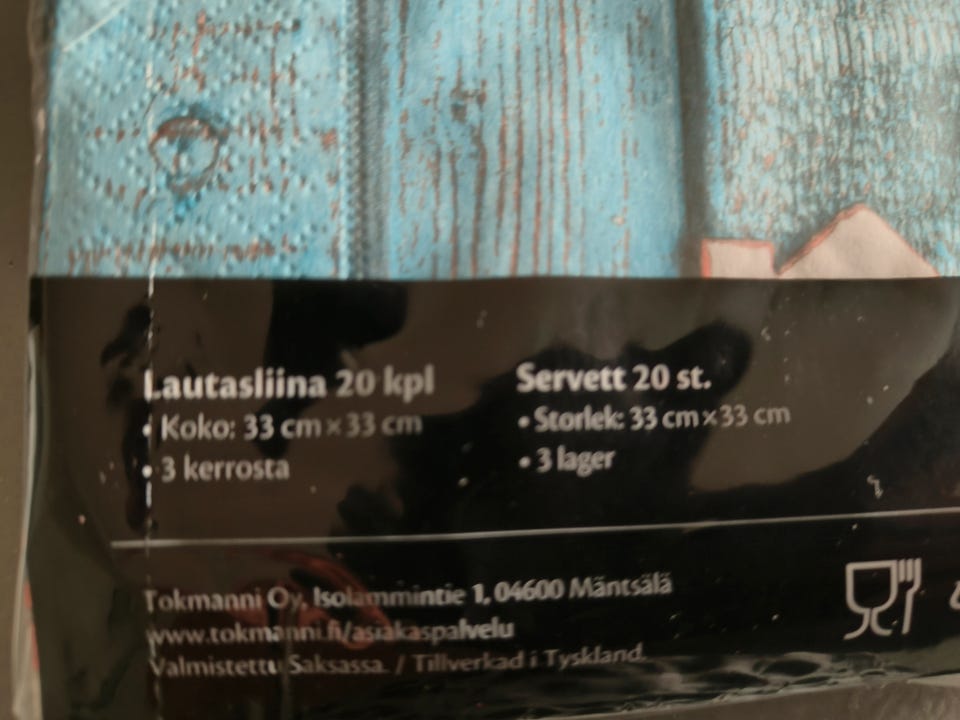 Lautasliina 20 kpl
• Koko: 33 cm × 33 cm
• 3 kerrosta
Servett 20 st.
• Storlek: 33 cm × 33 cm
• 3 lager
Tokmanni Oy, Isolammintie 1, 04600 Mäntsälä
www.tokmanni.fi/asiakaspalvelu
Valmistettu Saksassa. / Tillverkad i Tyskland.